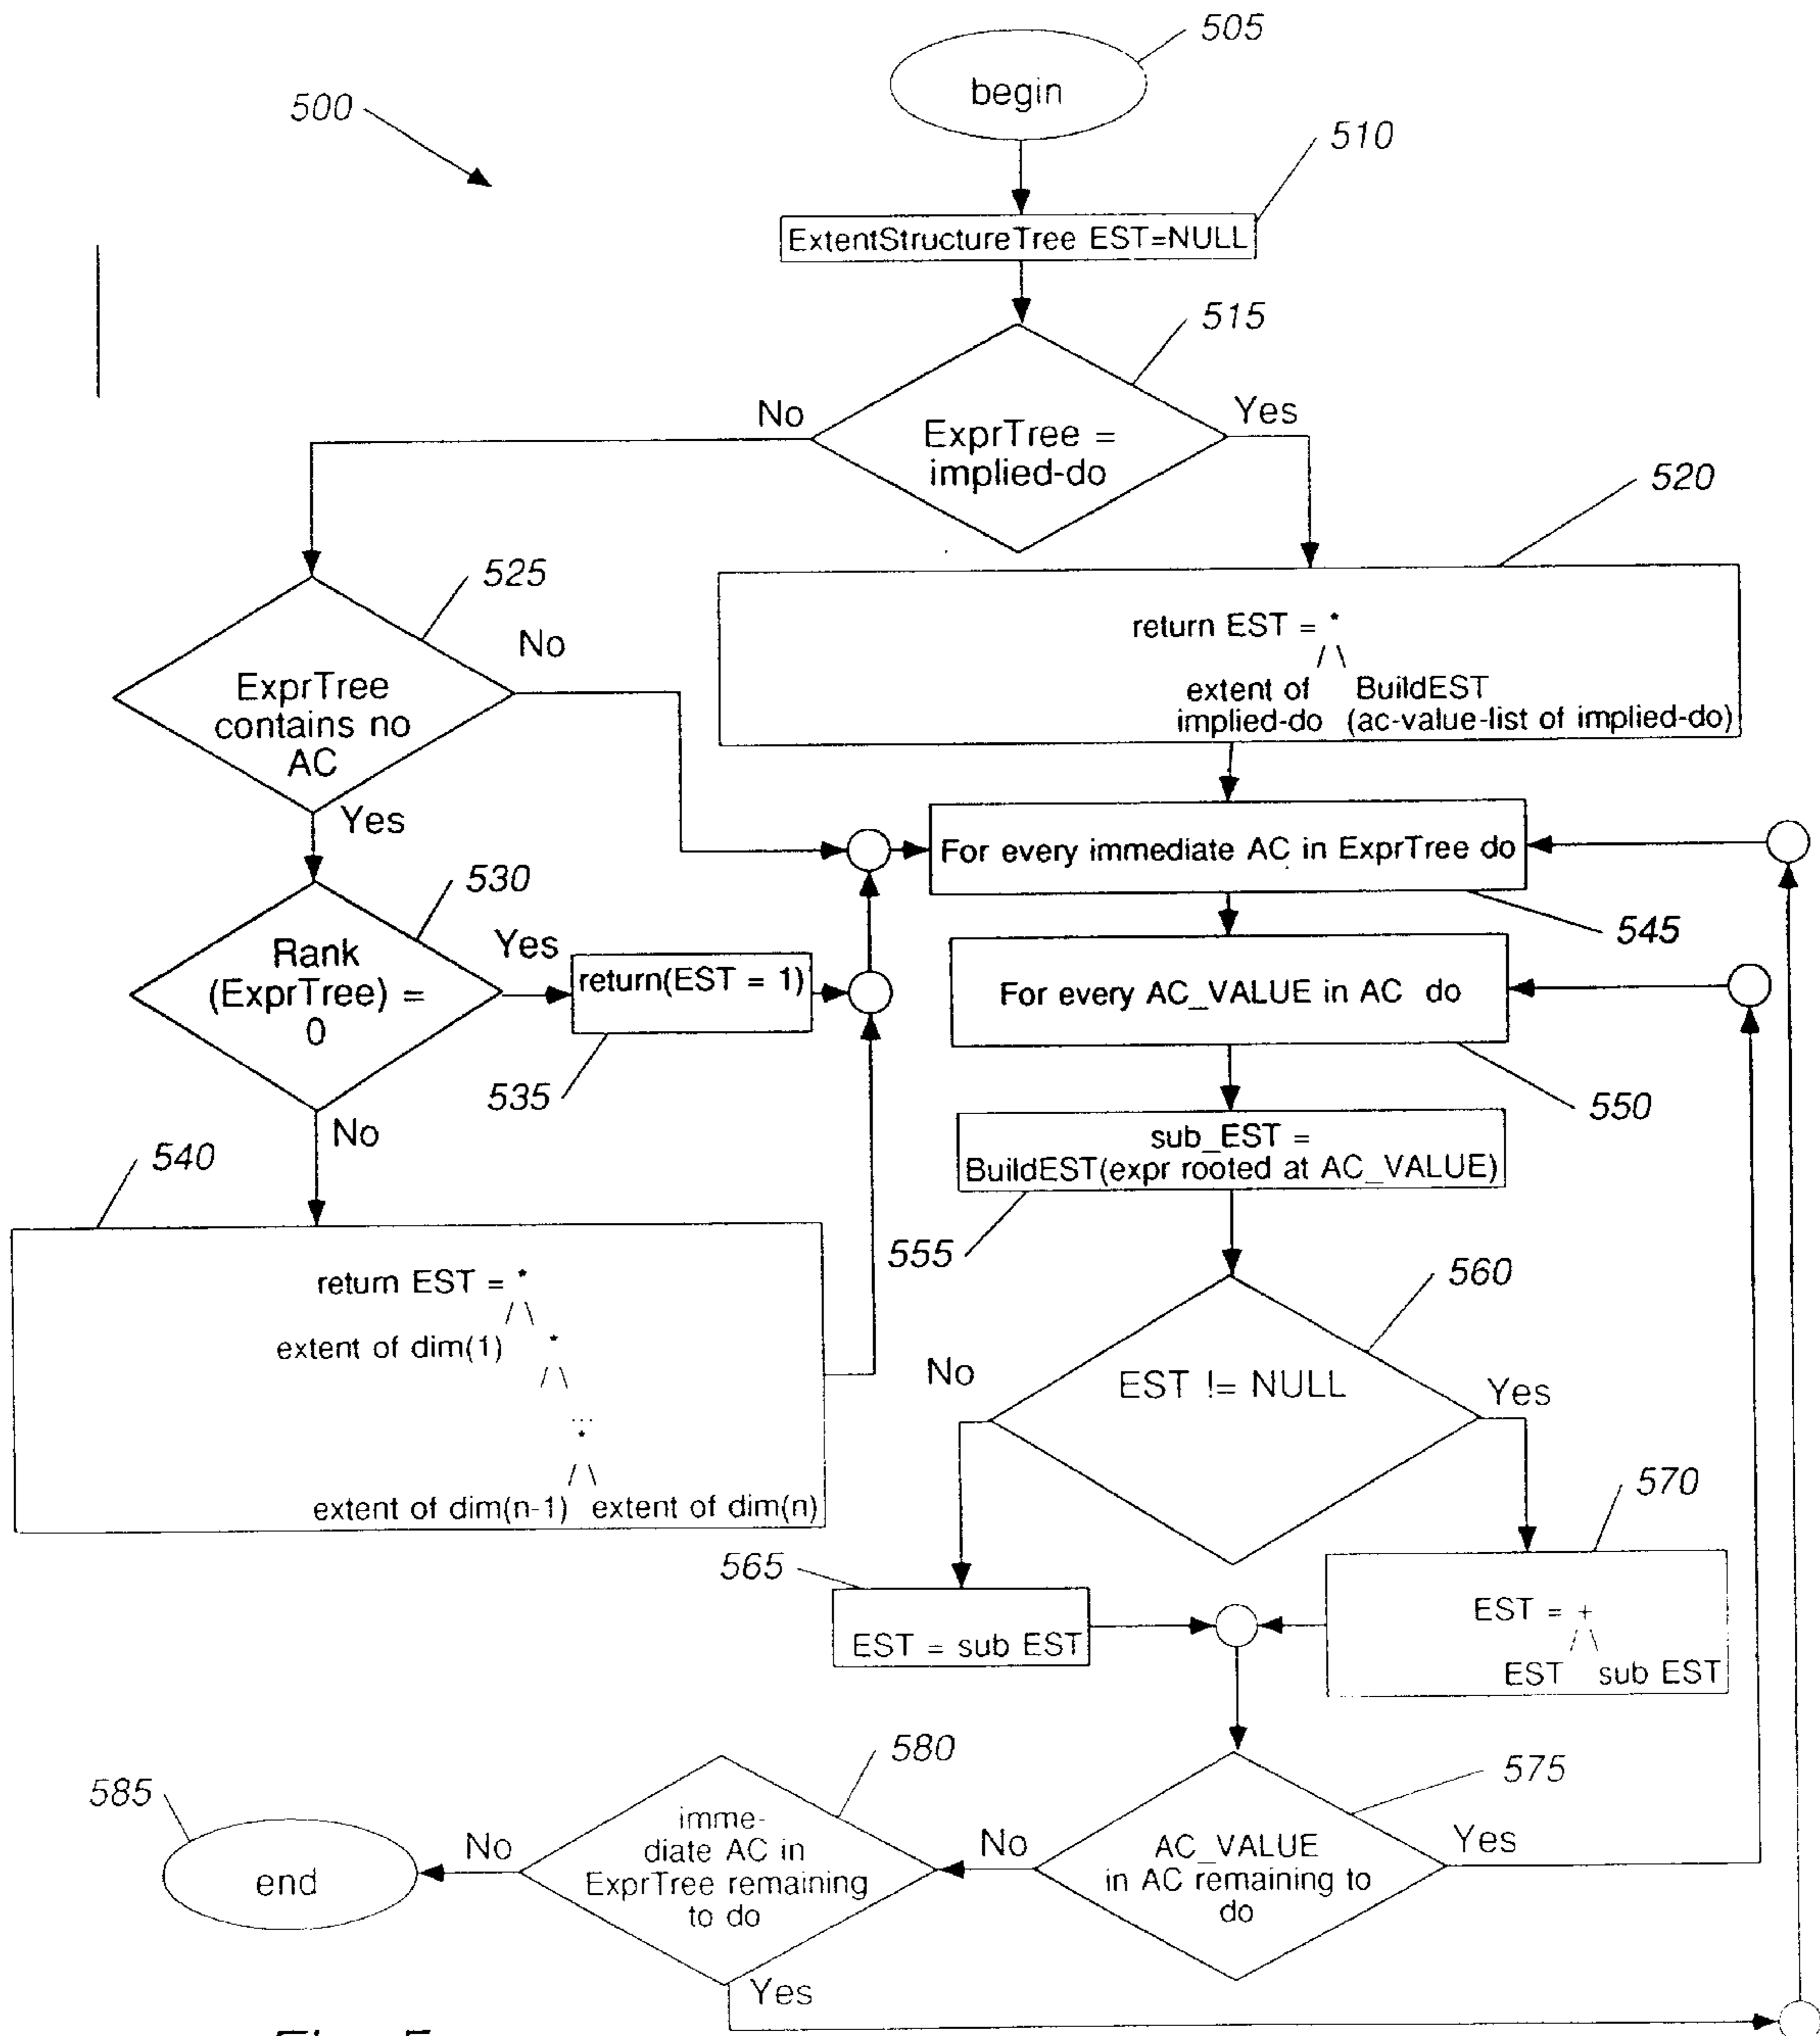 505
begin
500
510
ExtentStructureTree EST=NULL
515
No
Yes
ExprTree =
implied-do
520
525
No
return EST = *
/ \
extent of BuildEST
implied-do (ac-value-list of implied-do)
ExprTree
contains no
AC
Yes
For every immediate AC in ExprTree do
530
545
Rank
(ExprTree) =
0
Yes
return(EST = 1)
For every AC_VALUE in AC do
535
550
No
sub_EST =
BuildEST(expr rooted at AC_VALUE)
540
555
return EST = *
/ \
extent of dim(1) *
/ \
...
*
/ \
extent of dim(n-1) extent of dim(n)
560
No
EST != NULL
Yes
570
565
EST = sub EST
EST = +
/ \
EST sub EST
580
575
585
imme-
diate AC in
ExprTree remaining
to do
No
No
AC_VALUE
in AC remaining to
do
Yes
end
Yes